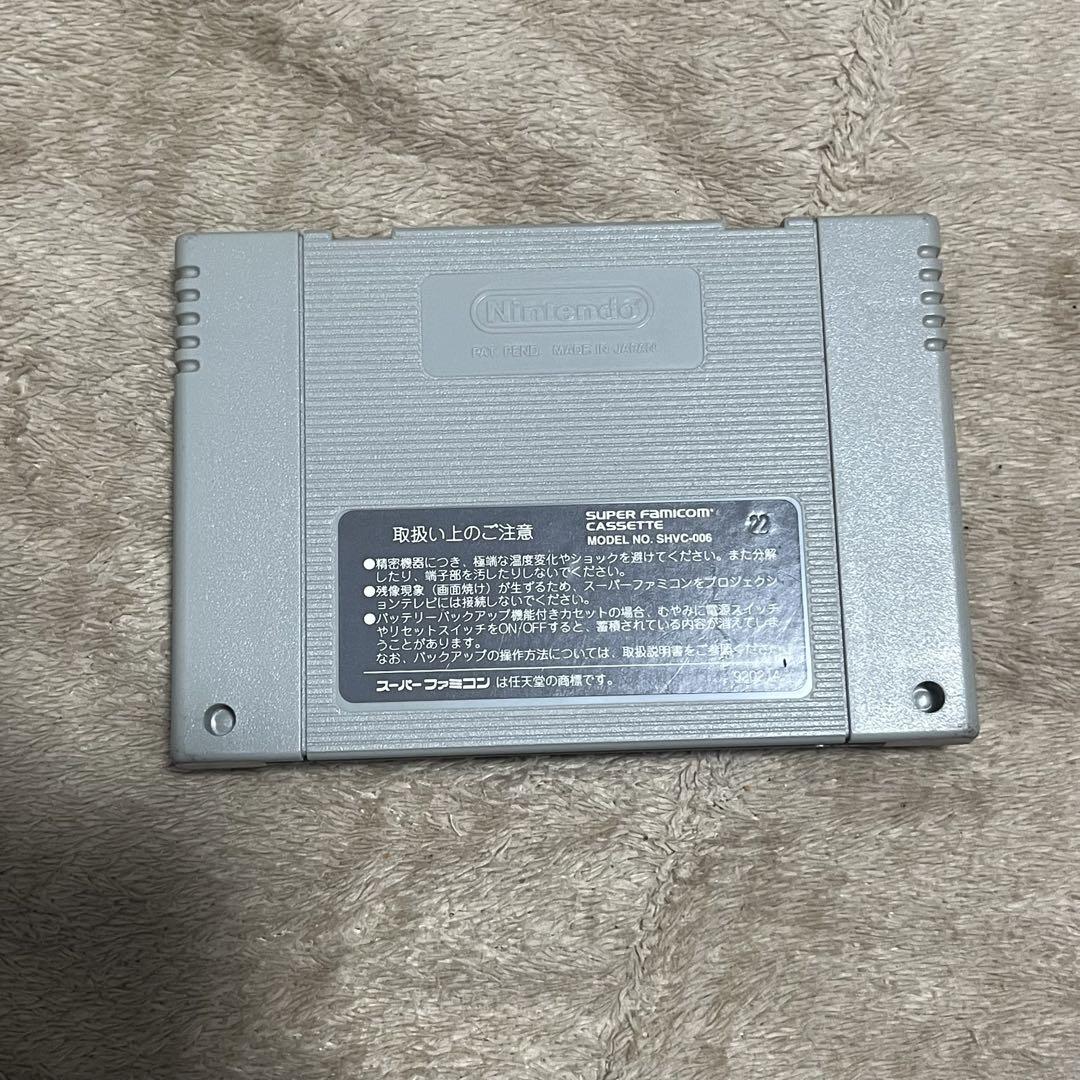 Nintendo®
PAT. PEND. MADE IN JAPAN
取扱い上のご注意
SUPER Famicom
CASSETTE
MODEL NO. SHVC-006
22
●精密機器につき、極端な温度変化やショックを避けてください。また分解
したり、端子部を汚したりしないでください。
●残像現象（画面焼け）が生ずるため、スーパーファミコンをプロジェクシ
ョンテレビには接続しないでください。
●バッテリーバックアップ機能付きカセットの場合、むやみに電源スイッチ
やリセットスイッチをON/OFFすると、蓄積されている内容が消えてしま
うことがあります。
なお、バックアップの操作方法については、取扱説明書をご参照ください。
スーパーファミコン は任天堂の商標です。
9202JA